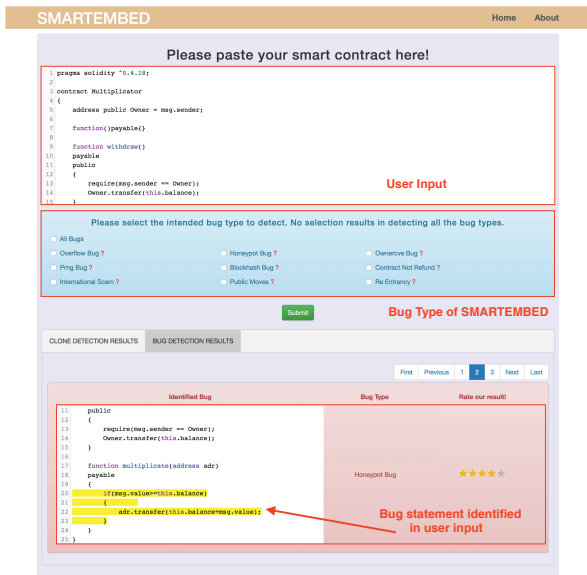 SMARTEMBED
Home About
Please paste your smart contract here!
1 pragma solidity ^0.4.18;
2
3 contract Multiplicator
4 {
5 address public Owner = msg.sender;
6
7 function()payable{}
8
9 function withdraw()
10 payable
11 public
12 {
13 require(msg.sender == Owner);
14 Owner.transfer(this.balance);
15 }
User Input
Please select the intended bug type to detect. No selection results in detecting all the bug types.
All Bugs
Overflow Bug ? Honeypot Bug ? Ownercve Bug ?
Prng Bug ? Blockhash Bug ? Contract Not Refund ?
International Scam ? Public Moves ? Re Entrancy ?
Submit
Bug Type of SMARTEMBED
CLONE DETECTION RESULTS BUG DETECTION RESULTS
First Previous 1 2 3 Next Last
Identified Bug Bug Type Rate our result!
11 public
12 {
13 require(msg.sender == Owner);
14 Owner.transfer(this.balance);
15 }
16
17 function multiplicate(address adr)
18 payable
19 {
20 if(msg.value>=this.balance)
21 {
22 adr.transfer(this.balance+msg.value);
23 }
24 }
25 }
Honeypot Bug
Bug statement identified
in user input